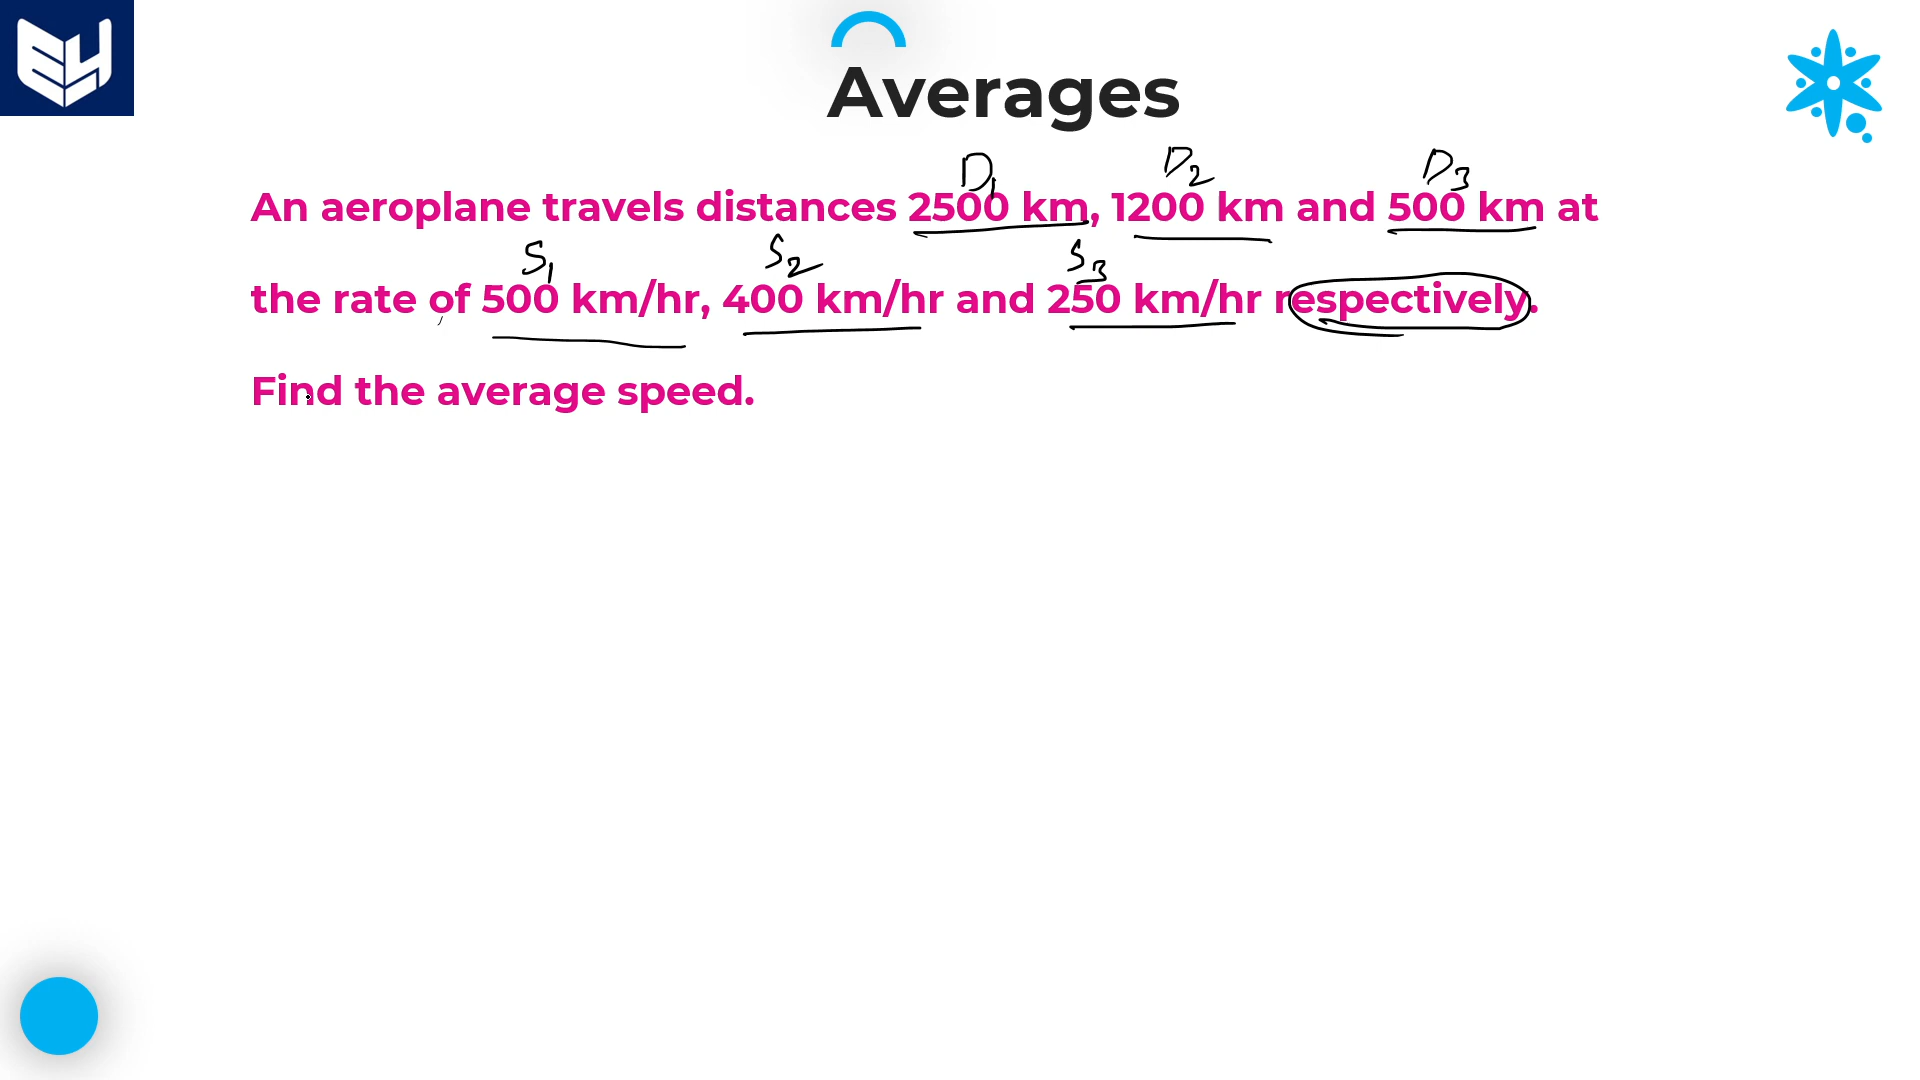 Averages
D1 D2 D3
An aeroplane travels distances 2500 km, 1200 km and 500 km at
S1 S2 S3
the rate of 500 km/hr, 400 km/hr and 250 km/hr respectively.
Find the average speed.